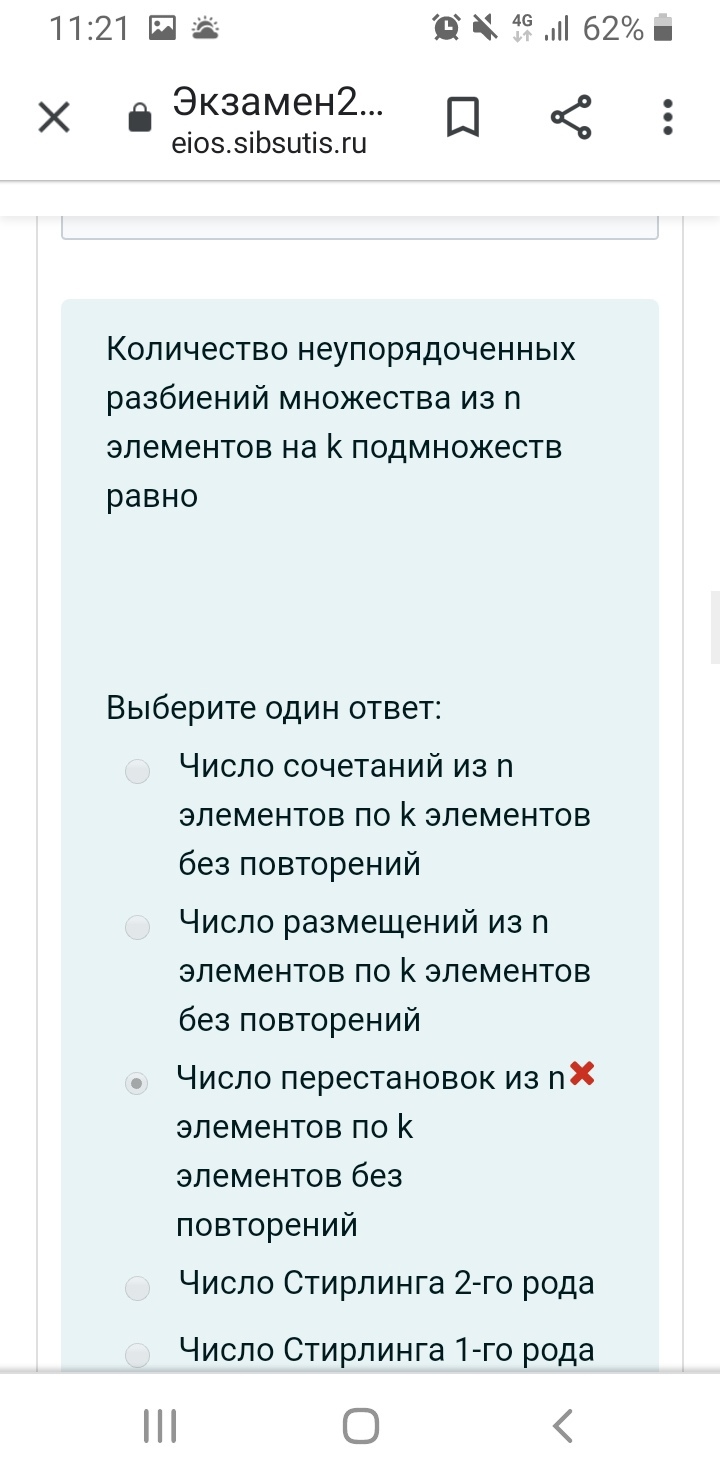 11:21
4G
62%
Экзамен2...
eios.sibsutis.ru
Количество неупорядоченных
разбиений множества из n
элементов на k подмножеств
равно
Выберите один ответ:
Число сочетаний из n
элементов по k элементов
без повторений
Число размещений из n
элементов по k элементов
без повторений
Число перестановок из n
элементов по k
элементов без
повторений
Число Стирлинга 2-го рода
Число Стирлинга 1-го рода